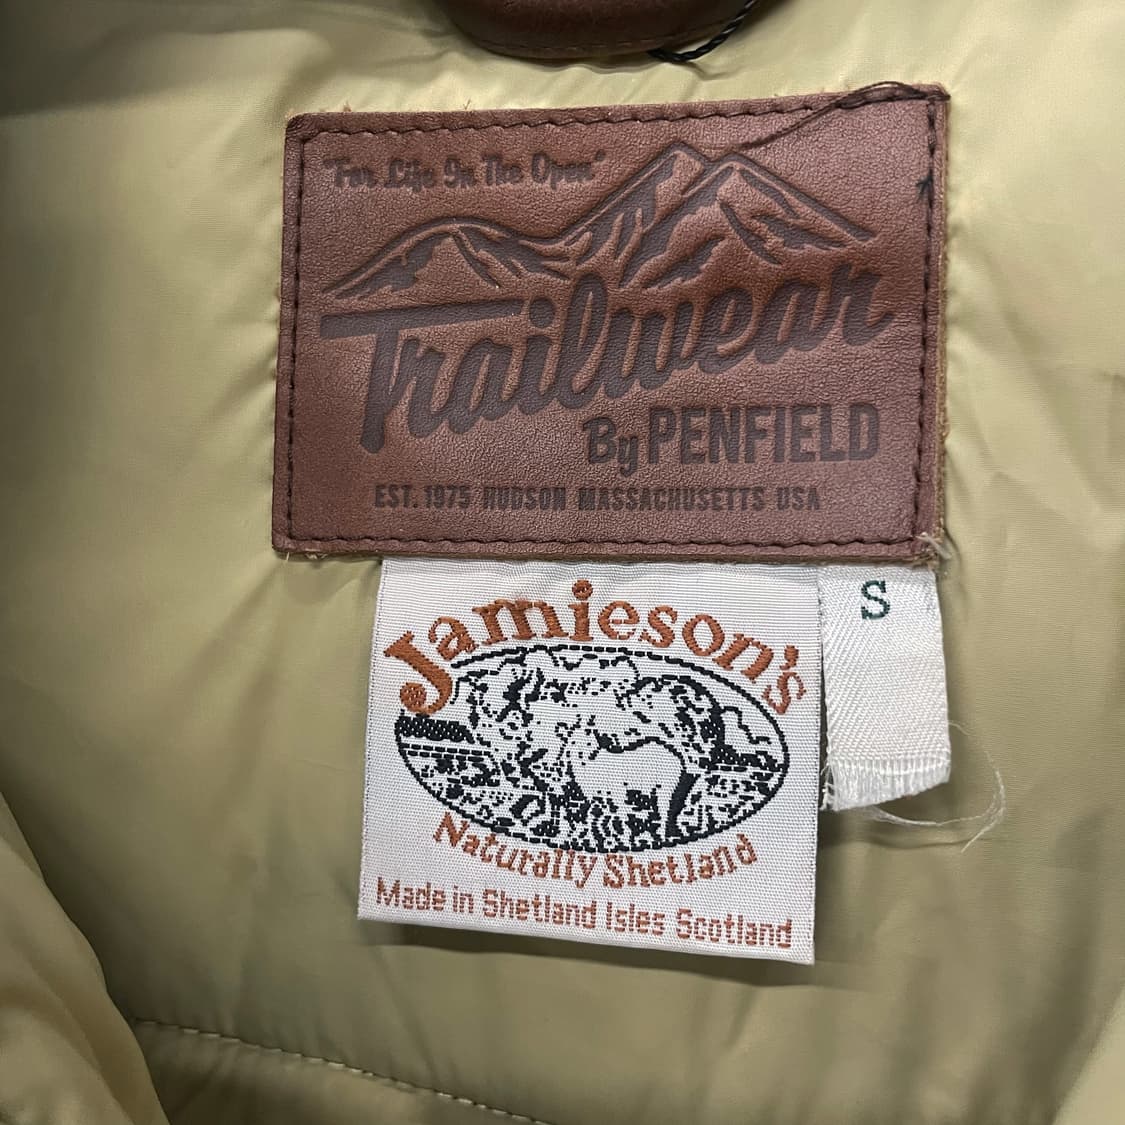 "For Life In The Open"
Trailwear
By PENFIELD
EST. 1975 HUDSON MASSACHUSETTS USA
Jamieson's
S
Naturally Shetland
Made in Shetland Isles Scotland